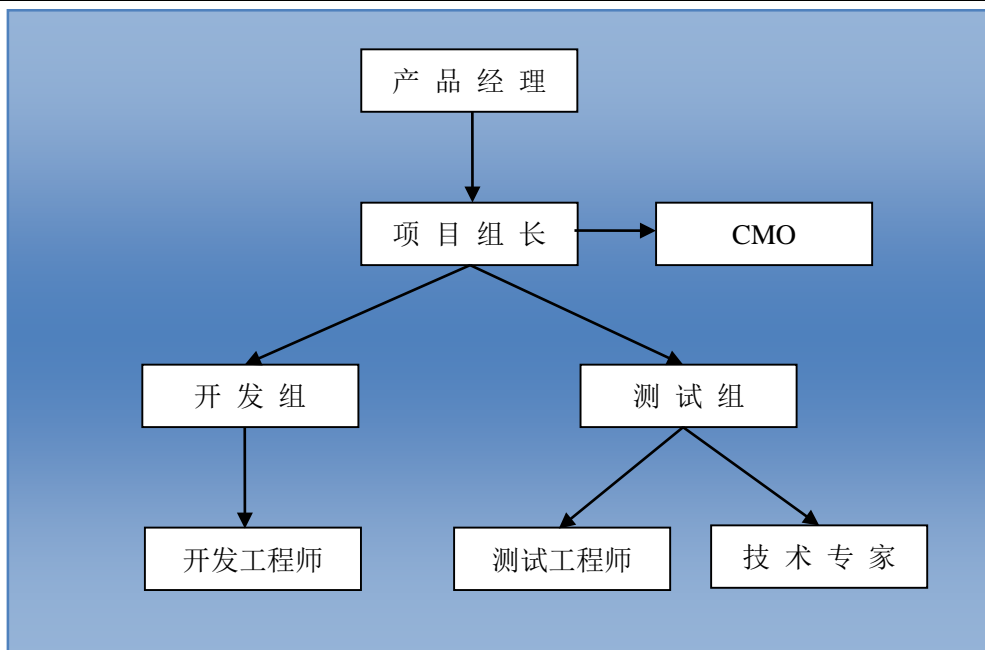 产品经理
项目组长
CMO
开发组
测试组
开发工程师
测试工程师
技术专家